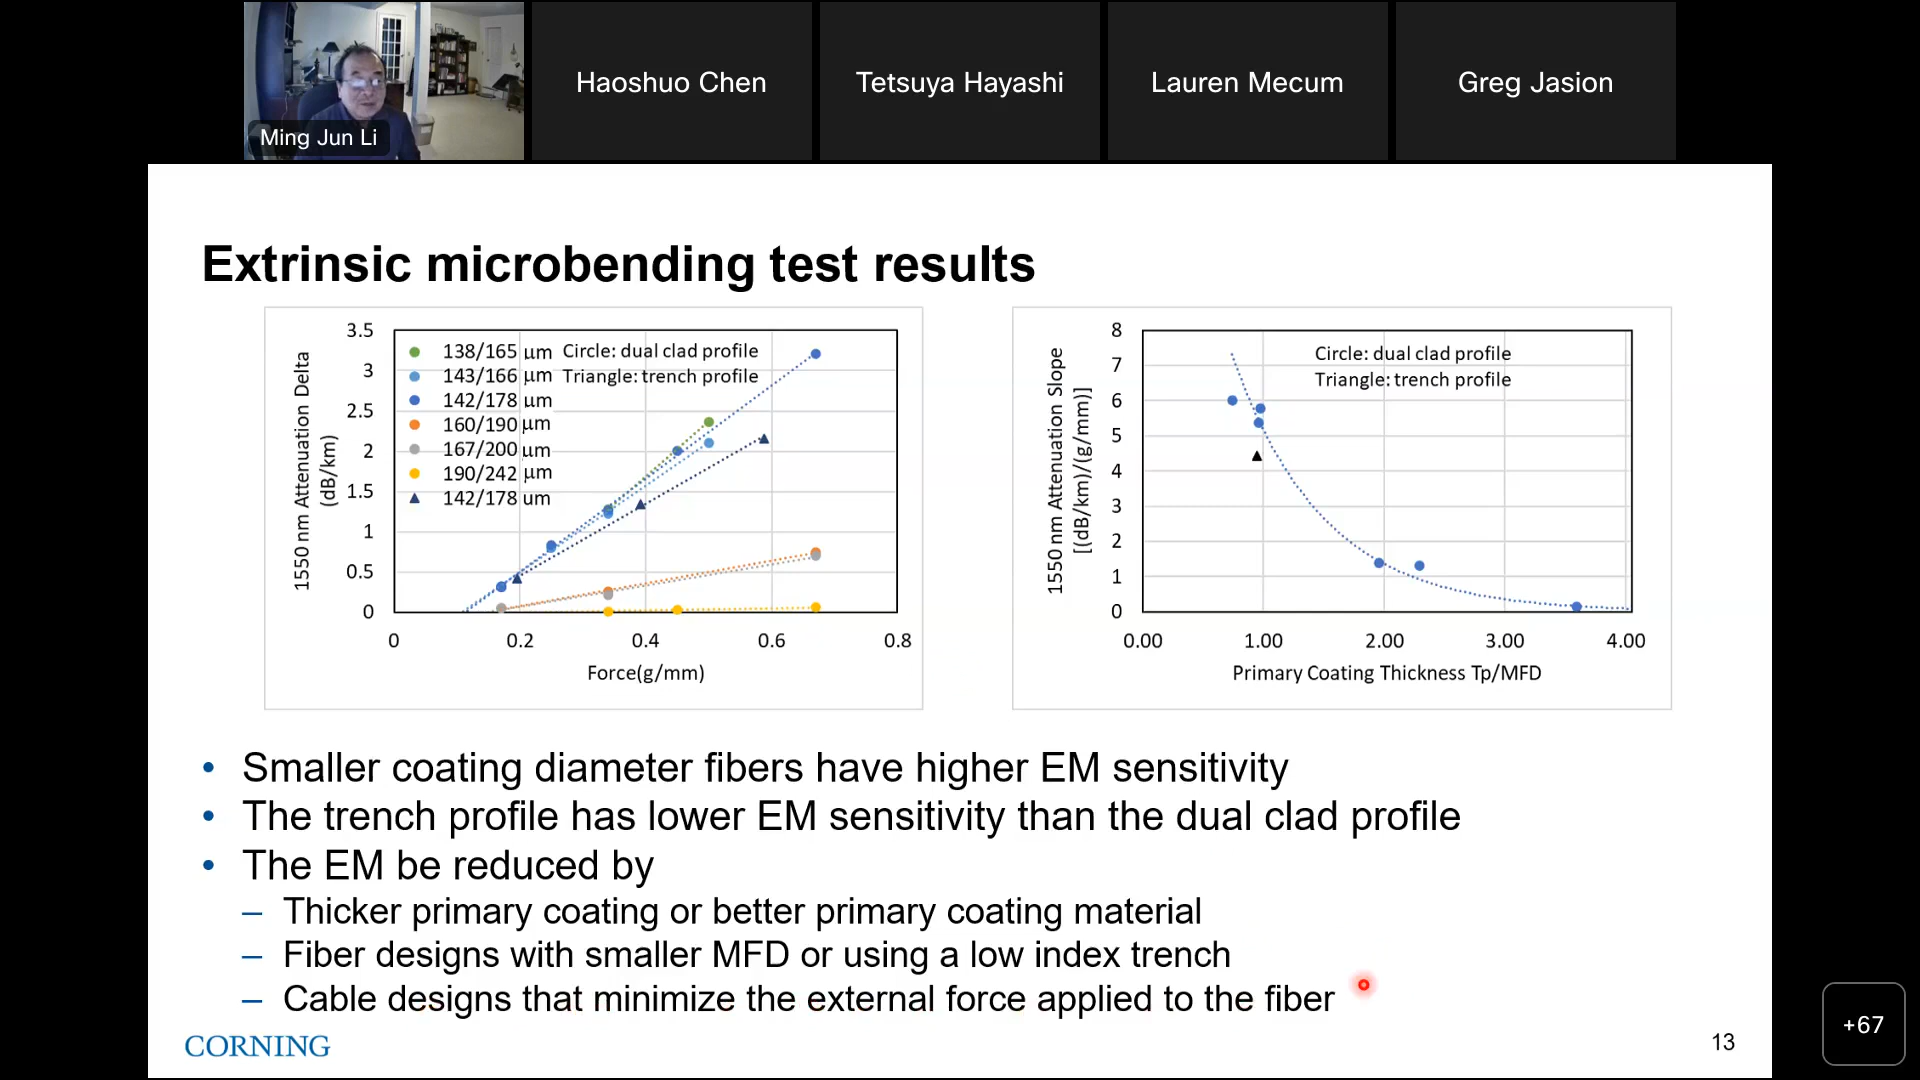 Ming Jun Li
Haoshuo Chen
Tetsuya Hayashi
Lauren Mecum
Greg Jasion
Extrinsic microbending test results
1550 nm Attenuation Delta
(dB/km)
3.5
3
2.5
2
1.5
1
0.5
0
138/165 µm Circle: dual clad profile
143/166 µm Triangle: trench profile
142/178 µm
160/190 µm
167/200 µm
190/242 µm
142/178 um
0 0.2 0.4 0.6 0.8
Force(g/mm)
1550 nm Attenuation Slope
[(dB/km)/(g/mm)]
8
7
6
5
4
3
2
1
0
Circle: dual clad profile
Triangle: trench profile
0.00 1.00 2.00 3.00 4.00
Primary Coating Thickness Tp/MFD
• Smaller coating diameter fibers have higher EM sensitivity
• The trench profile has lower EM sensitivity than the dual clad profile
• The EM be reduced by
– Thicker primary coating or better primary coating material
– Fiber designs with smaller MFD or using a low index trench
– Cable designs that minimize the external force applied to the fiber
CORNING
13
+67